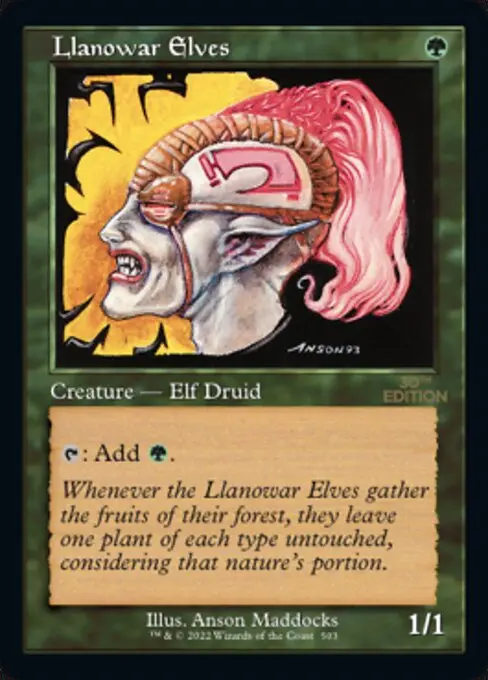 Llanowar Elves
ANSON93
30TH
EDITION
Creature — Elf Druid
: Add .
Whenever the Llanowar Elves gather
the fruits of their forest, they leave
one plant of each type untouched,
considering that nature's portion.
Illus. Anson Maddocks
™ & © 2022 Wizards of the Coast 503
1/1